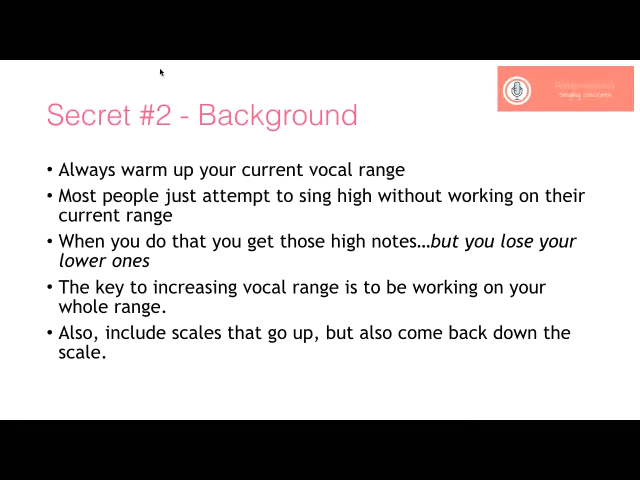 Secret #2 - Background
• Always warm up your current vocal range
• Most people just attempt to sing high without working on their
current range
• When you do that you get those high notes…but you lose your
lower ones
• The key to increasing vocal range is to be working on your
whole range.
• Also, include scales that go up, but also come back down the
scale.